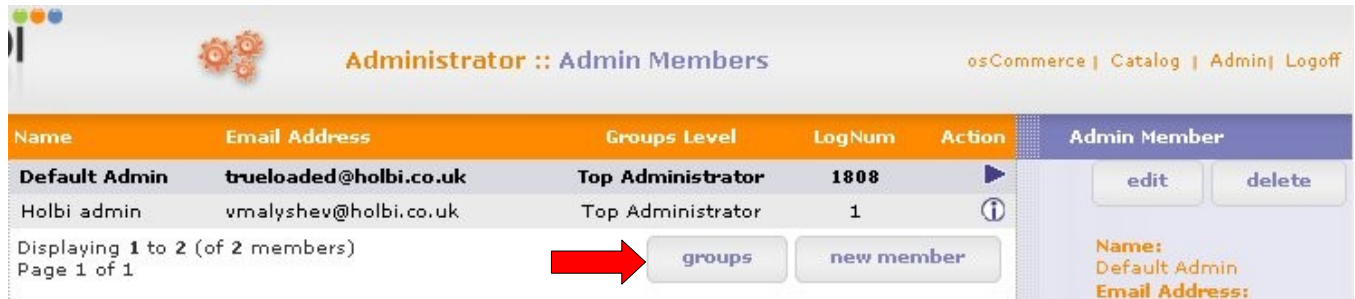 Administrator :: Admin Members
osCommerce | Catalog | Admin| Logoff
Name Email Address Groups Level LogNum Action Admin Member
Default Admin trueloaded@holbi.co.uk Top Administrator 1808
edit delete
Holbi admin vmalyshev@holbi.co.uk Top Administrator 1
Displaying 1 to 2 (of 2 members)
Page 1 of 1
groups new member
Name:
Default Admin
Email Address: